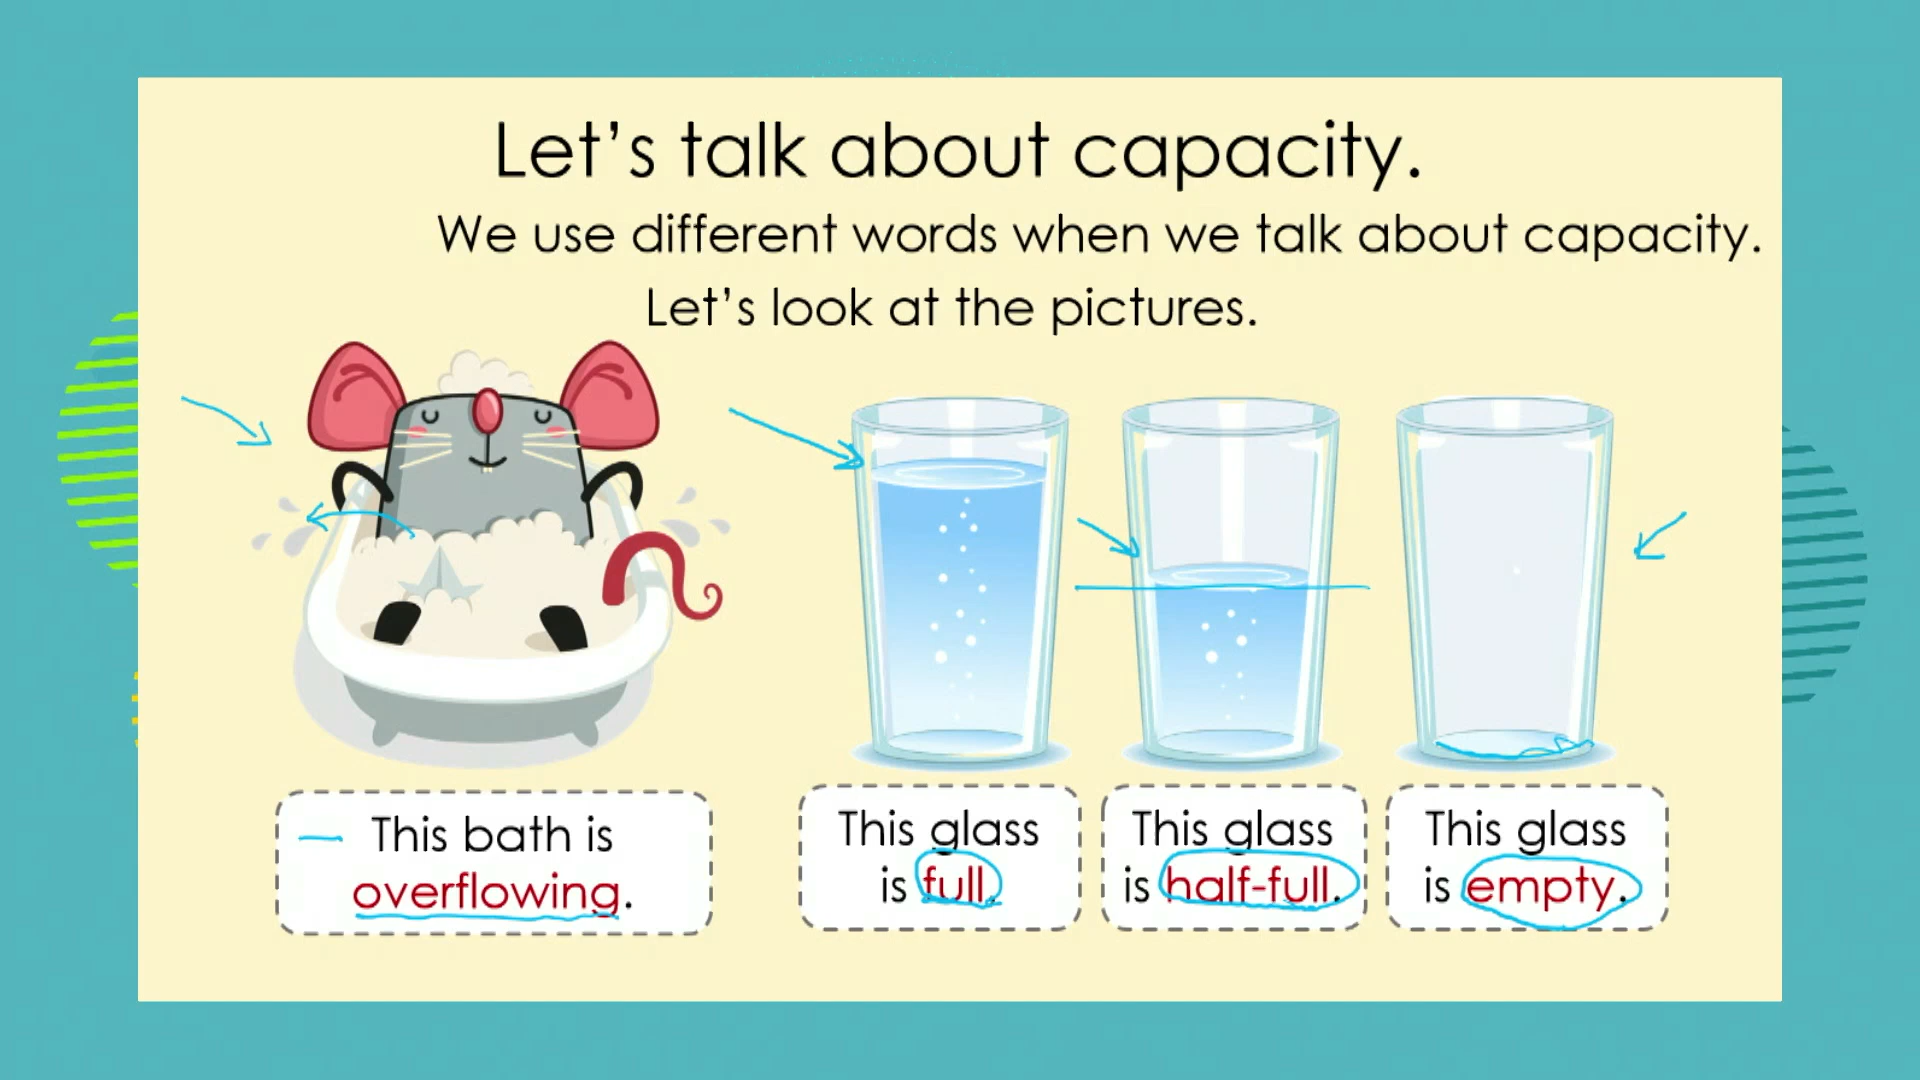 Let’s talk about capacity.
We use different words when we talk about capacity.
Let’s look at the pictures.
This bath is
overflowing.
This glass
is full.
This glass
is half-full.
This glass
is empty.